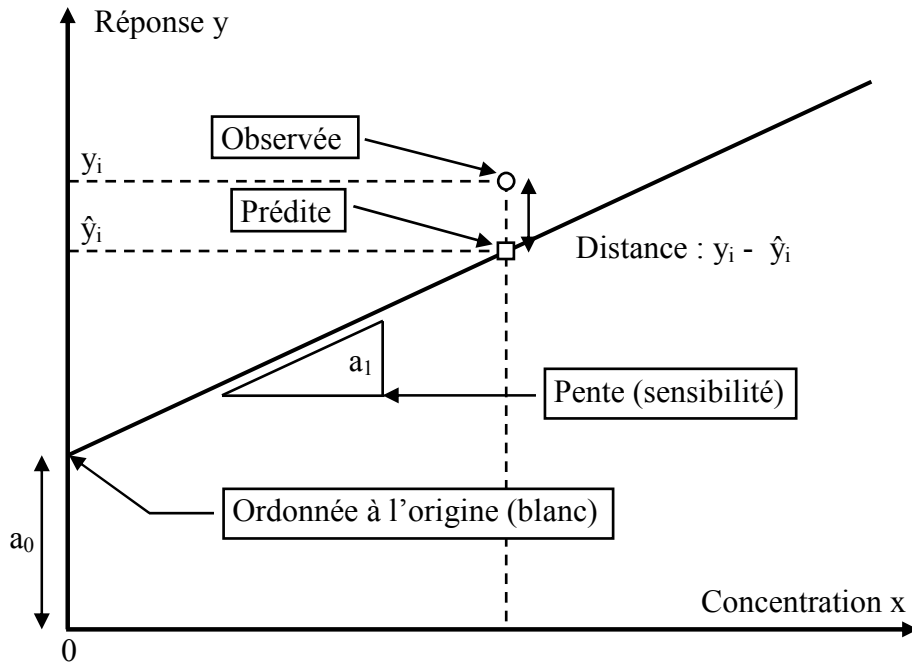 Réponse y
Observée
yᵢ
Prédite
ŷᵢ
Distance : yᵢ - ŷᵢ
a₁
Pente (sensibilité)
Ordonnée à l’origine (blanc)
a₀
Concentration x
0